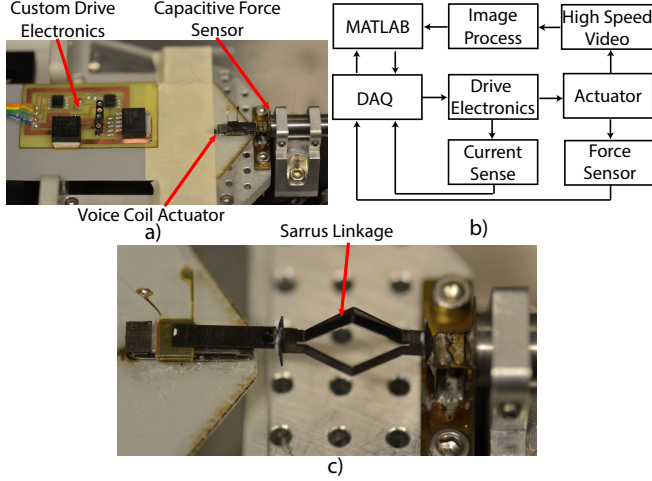 Custom Drive
Electronics
Capacitive Force
Sensor
Voice Coil Actuator
a)
MATLAB
Image
Process
High Speed
Video
DAQ
Drive
Electronics
Actuator
Current
Sense
Force
Sensor
b)
Sarrus Linkage
c)